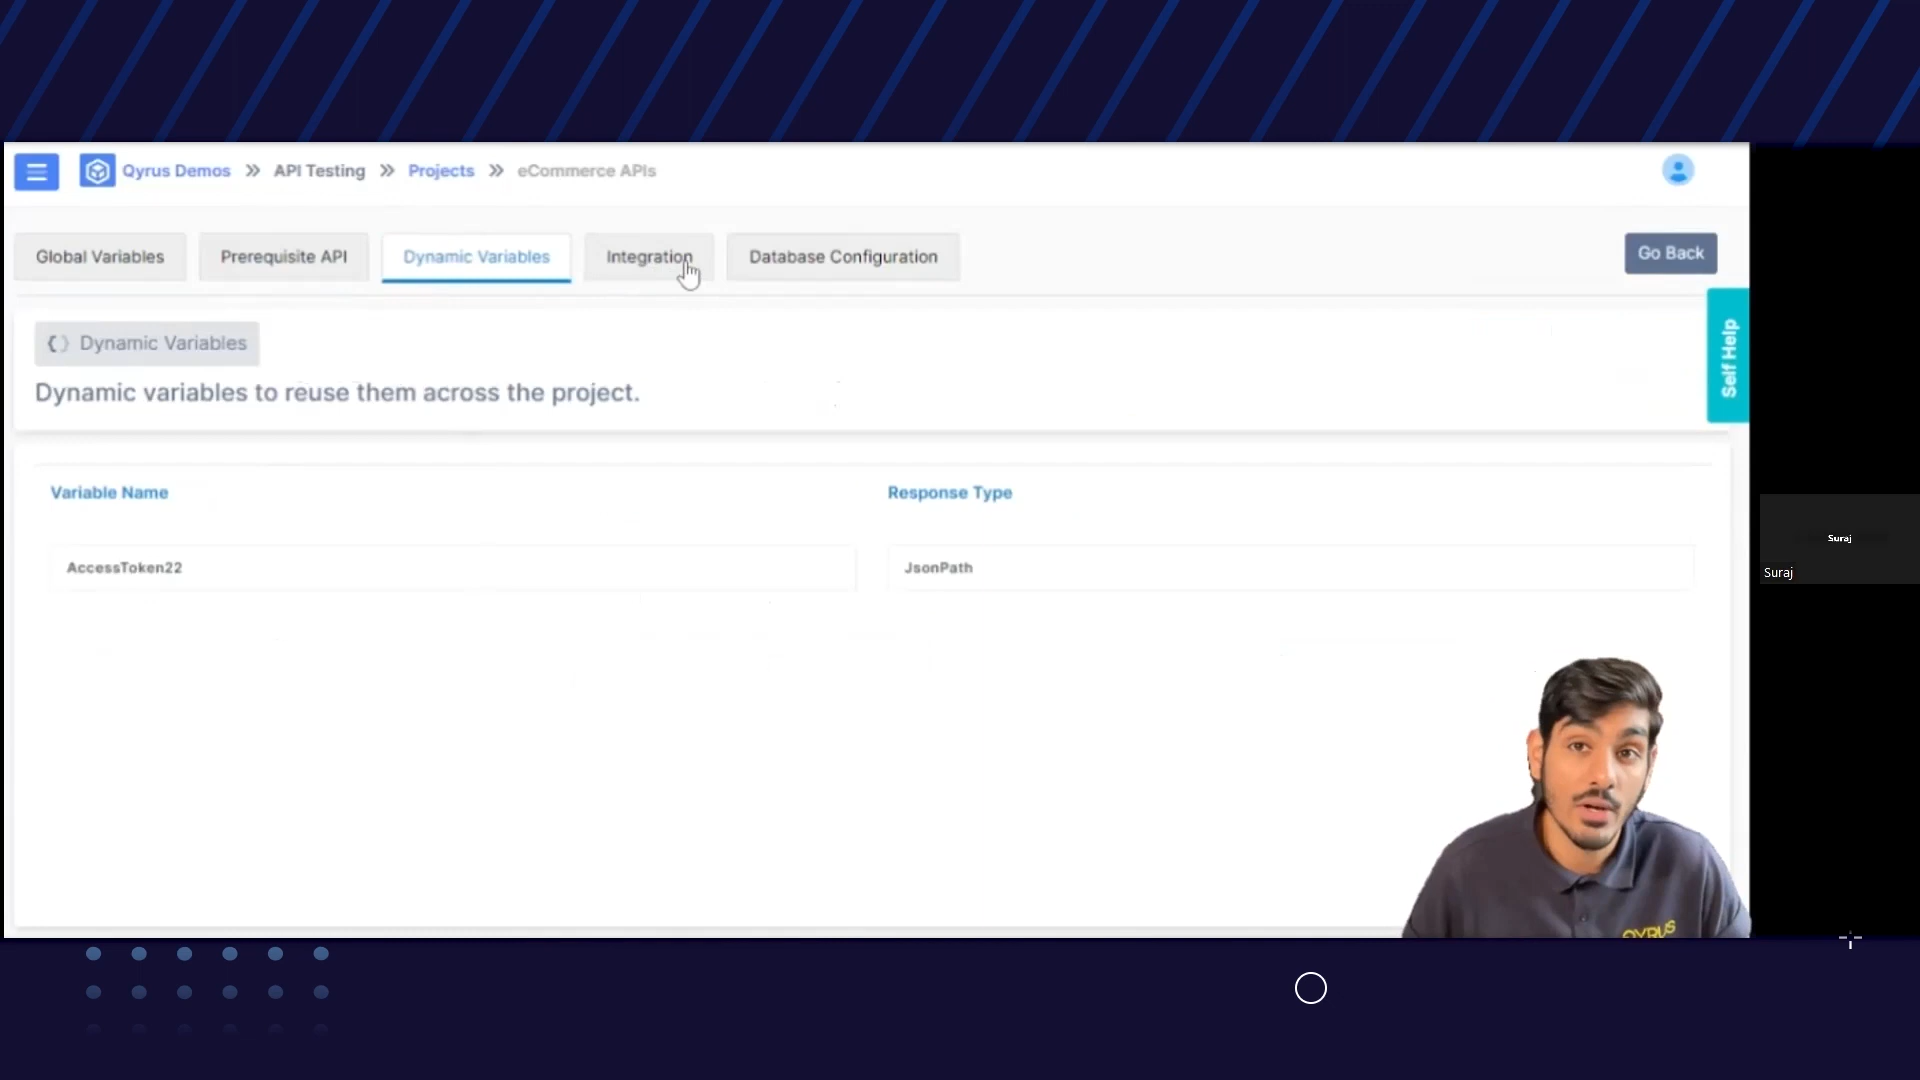 Qyrus Demos » API Testing » Projects » eCommerce APIs
Global Variables
Prerequisite API
Dynamic Variables
Integration
Database Configuration
Go Back
Self Help
{} Dynamic Variables
Dynamic variables to reuse them across the project.
Variable Name
Response Type
AccessToken22
JsonPath
Suraj
Suraj
QYRUS